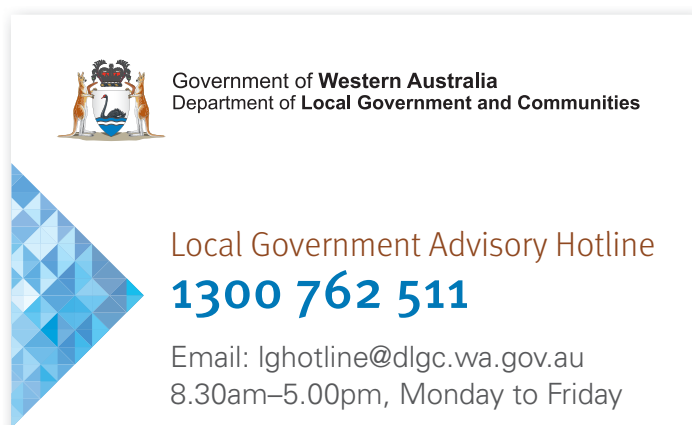 Government of Western Australia
Department of Local Government and Communities
Local Government Advisory Hotline
1300 762 511
Email: lghotline@dlgc.wa.gov.au
8.30am–5.00pm, Monday to Friday